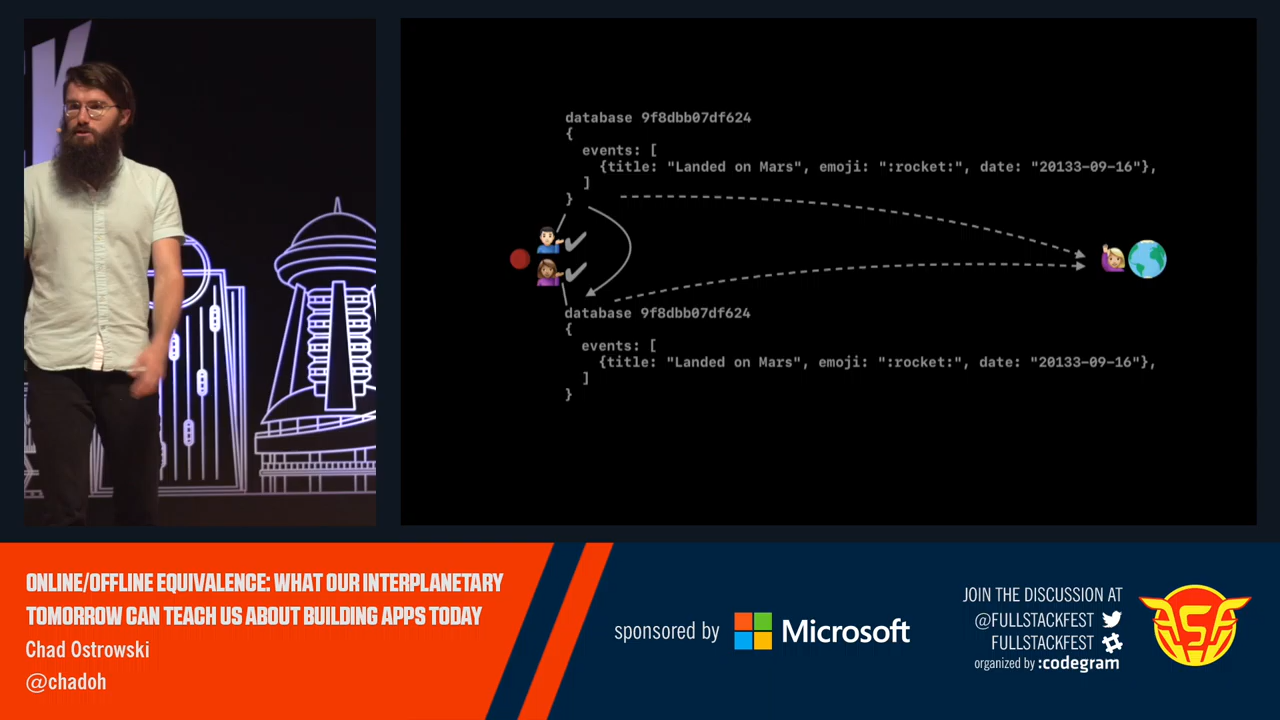 database 9f8dbb07df624
{
events: [
{title: "Landed on Mars", emoji: ":rocket:", date: "20133-09-16"},
]
}
database 9f8dbb07df624
{
events: [
{title: "Landed on Mars", emoji: ":rocket:", date: "20133-09-16"},
]
}
ONLINE/OFFLINE EQUIVALENCE: WHAT OUR INTERPLANETARY
TOMORROW CAN TEACH US ABOUT BUILDING APPS TODAY
Chad Ostrowski
@chadoh
sponsored by Microsoft
JOIN THE DISCUSSION AT
@FULLSTACKFEST
FULLSTACKFEST
organized by :codegram